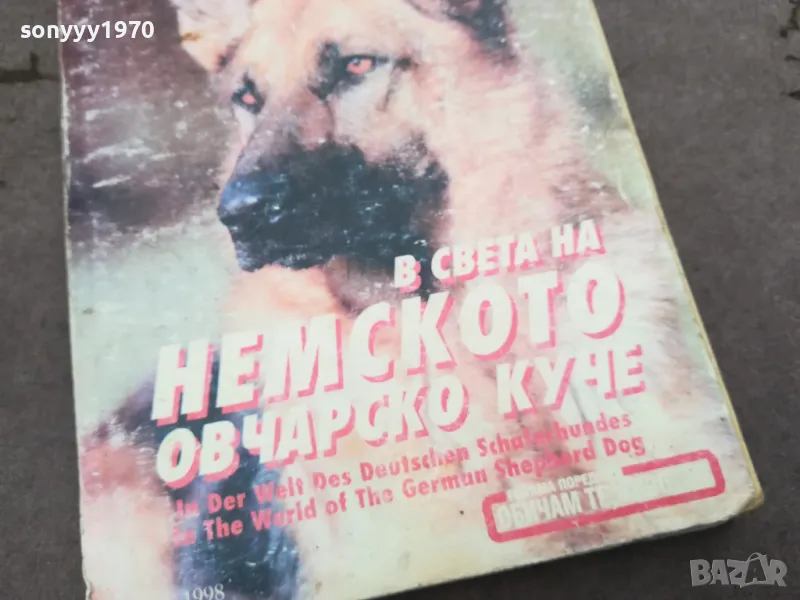 sonyyy1970
В СВЕТА НА
НЕМСКОТО
ОВЧАРСКО КУЧЕ
In Der Welt Des Deutschen Schäferhundes
In The World of The German Shepherd Dog
ОБИЧАМ
1998
BAZAR
.bg